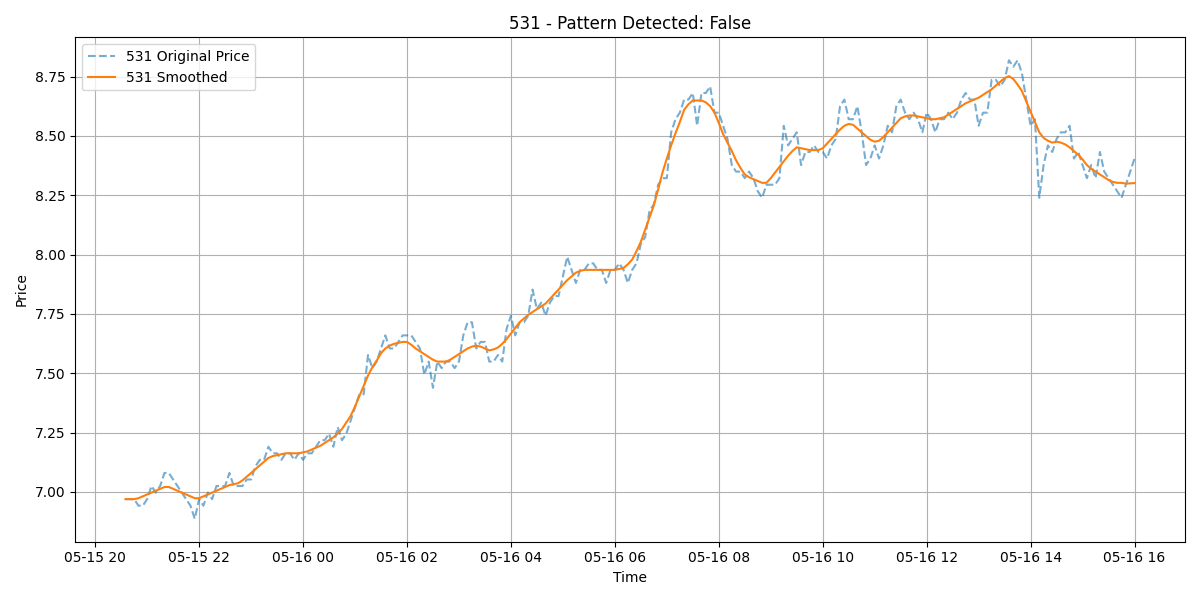 531 - Pattern Detected: False
531 Original Price
531 Smoothed
Price
8.75
8.50
8.25
8.00
7.75
7.50
7.25
7.00
05-15 20 05-15 22 05-16 00 05-16 02 05-16 04 05-16 06 05-16 08 05-16 10 05-16 12 05-16 14 05-16 16
Time